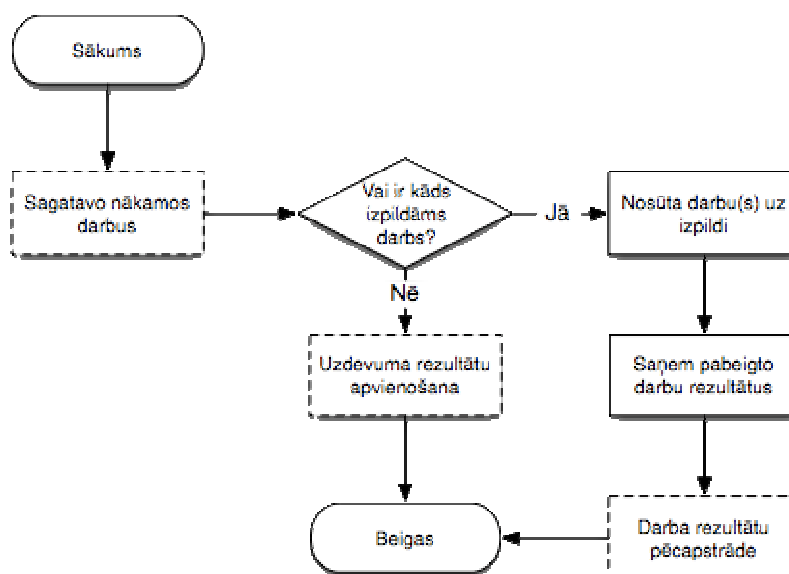 Sākums
Sagatavo nākamos
darbus
Vai ir kāds
izpildāms
darbs?
Jā
Nosūta darbu(s) uz
izpildi
Nē
Uzdevuma rezultātu
apvienošana
Saņem pabeigto
darbu rezultātus
Beigas
Darba rezultātu
pēcapstrāde